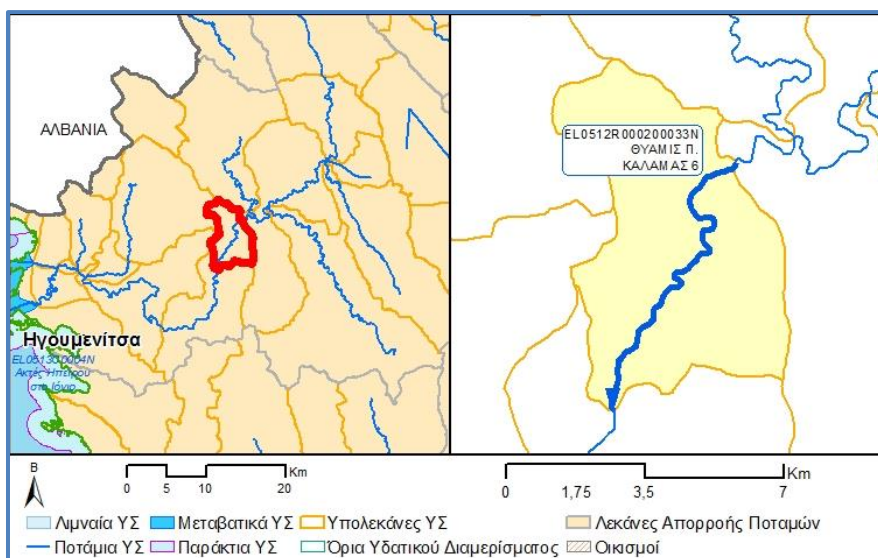 ΑΛΒΑΝΙΑ
Ηγουμενίτσα
EL0513C0004N
Ακτές Ηπείρου
στο Ιόνιο
EL0512R000200033N
ΘΥΑΜΙΣ Π.
ΚΑΛΑΜΑΣ 6
Β
Km
0 5 10 20
Km
0 1,75 3,5 7
Λιμναία ΥΣ Μεταβατικά ΥΣ Υπολεκάνες ΥΣ Λεκάνες Απορροής Ποταμών
Ποτάμια ΥΣ Παράκτια ΥΣ Όρια Υδατικού Διαμερίσματος Οικισμοί